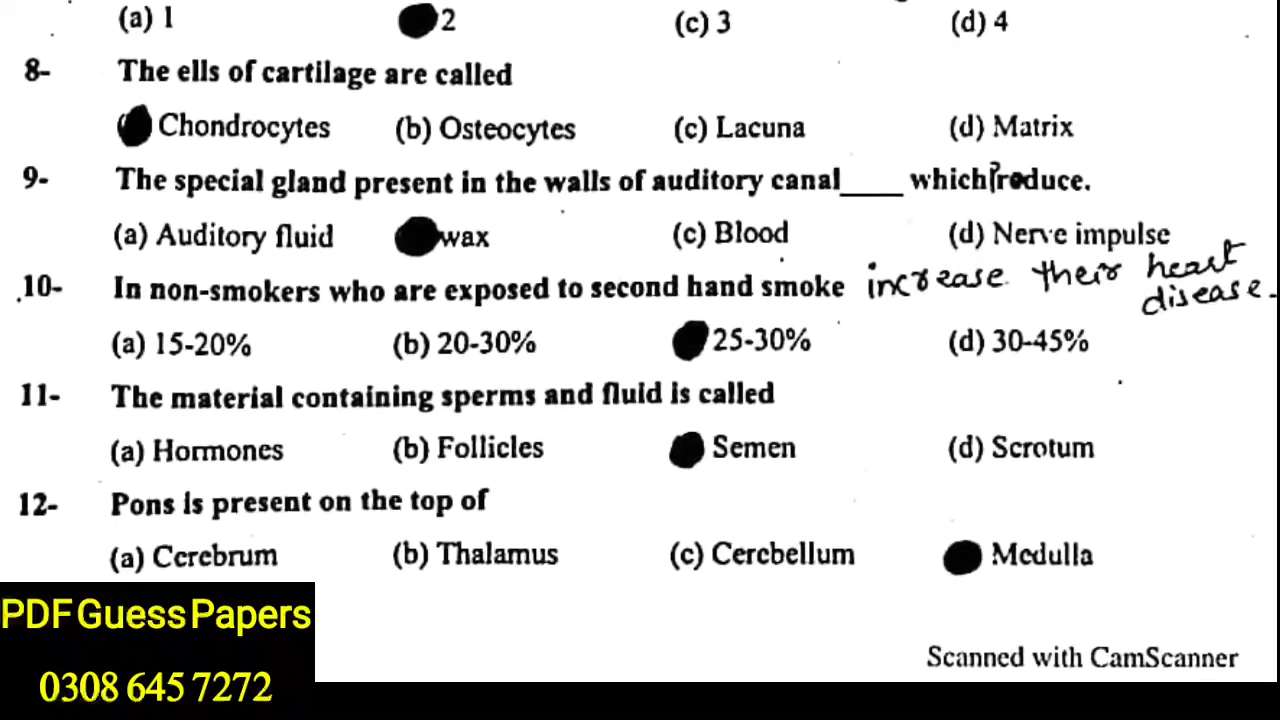 (a) 1 2 (c) 3 (d) 4
8- The ells of cartilage are called
Chondrocytes (b) Osteocytes (c) Lacuna (d) Matrix
9- The special gland present in the walls of auditory canal____ which Produce.
(a) Auditory fluid wax (c) Blood (d) Nerve impulse
10- In non-smokers who are exposed to second hand smoke increase their heart disease.
(a) 15-20% (b) 20-30% 25-30% (d) 30-45%
11- The material containing sperms and fluid is called
(a) Hormones (b) Follicles Semen (d) Scrotum
12- Pons is present on the top of
(a) Cerebrum (b) Thalamus (c) Cerebellum Medulla
PDF Guess Papers
0308 645 7272
Scanned with CamScanner